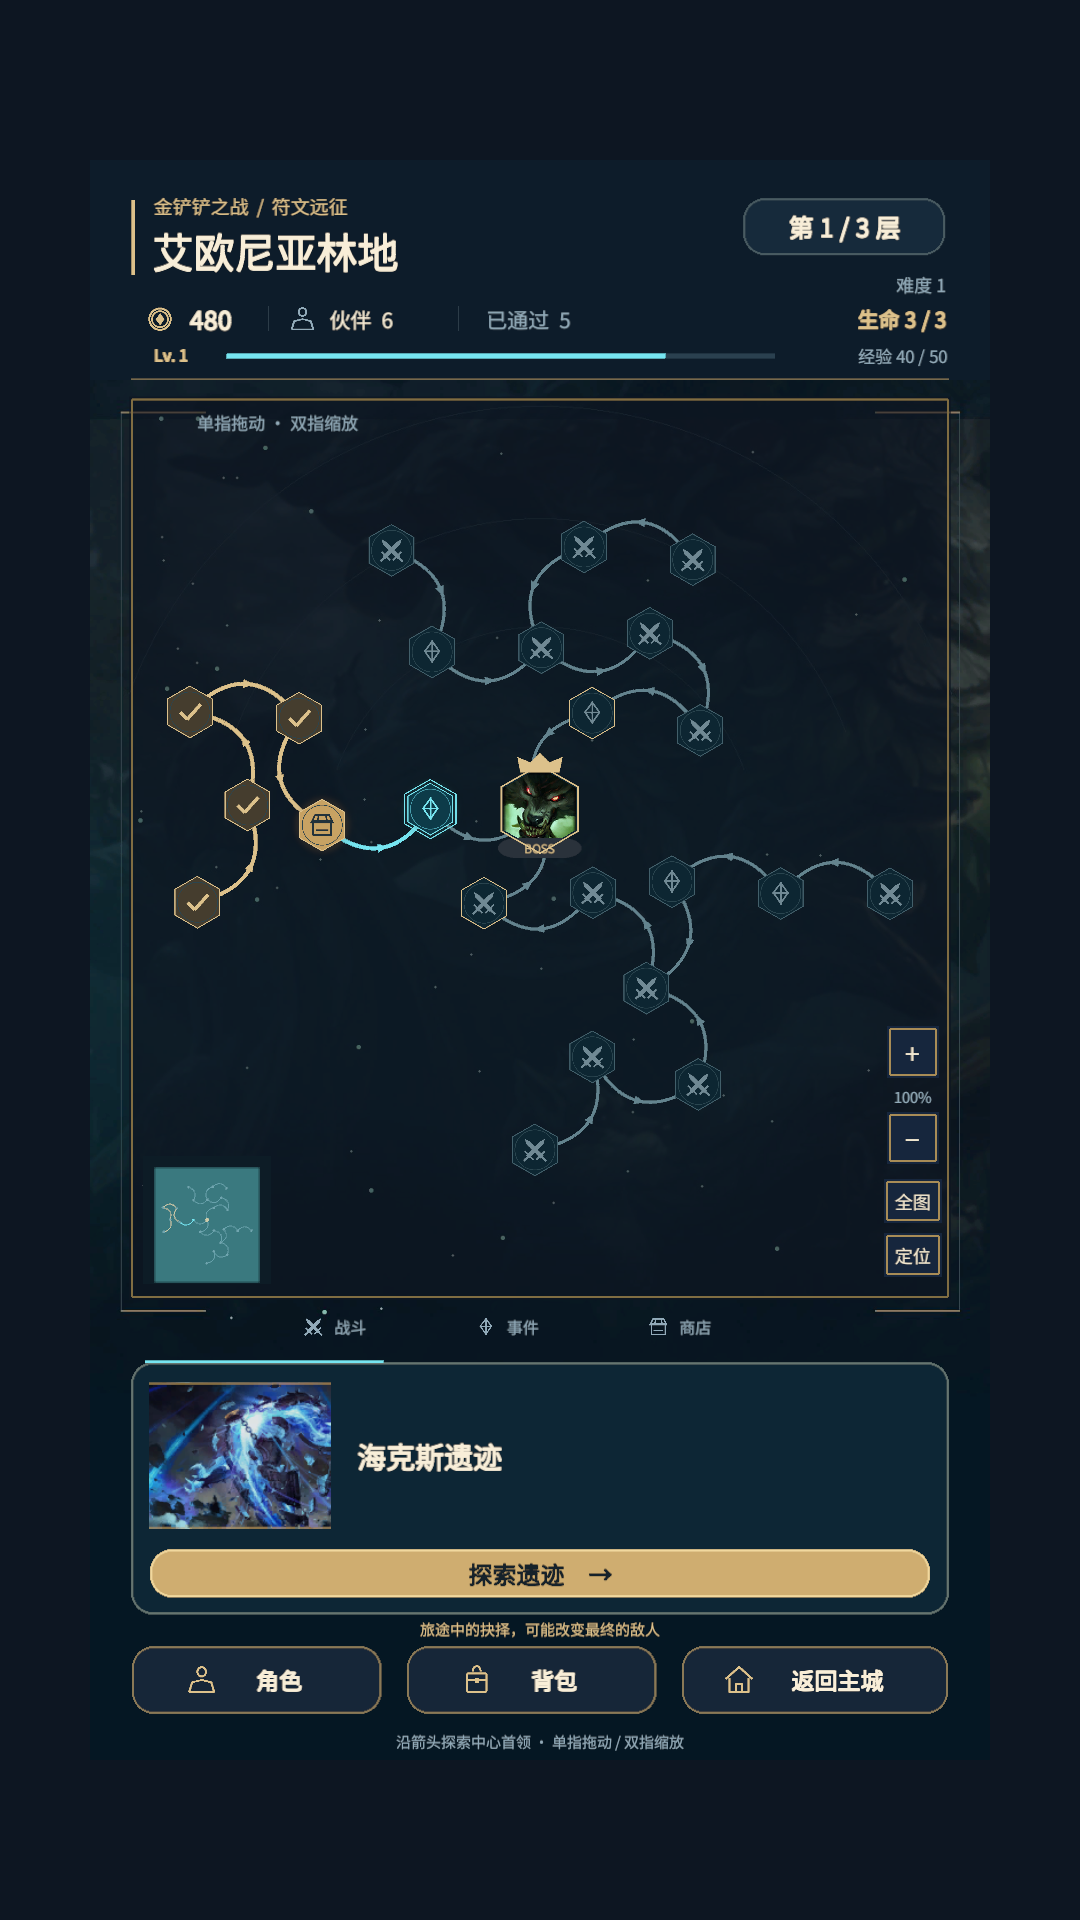 金铲铲之战 / 符文远征
艾欧尼亚林地
第 1 / 3 层
难度 1
480
伙伴 6
已通过 5
生命 3 / 3
Lv. 1
经验 40 / 50
单指拖动 · 双指缩放
BOSS
+
100%
−
全图
定位
战斗
事件
商店
海克斯遗迹
探索遗迹 →
旅途中的抉择，可能改变最终的敌人
角色
背包
返回主城
沿箭头探索中心首领 · 单指拖动 / 双指缩放